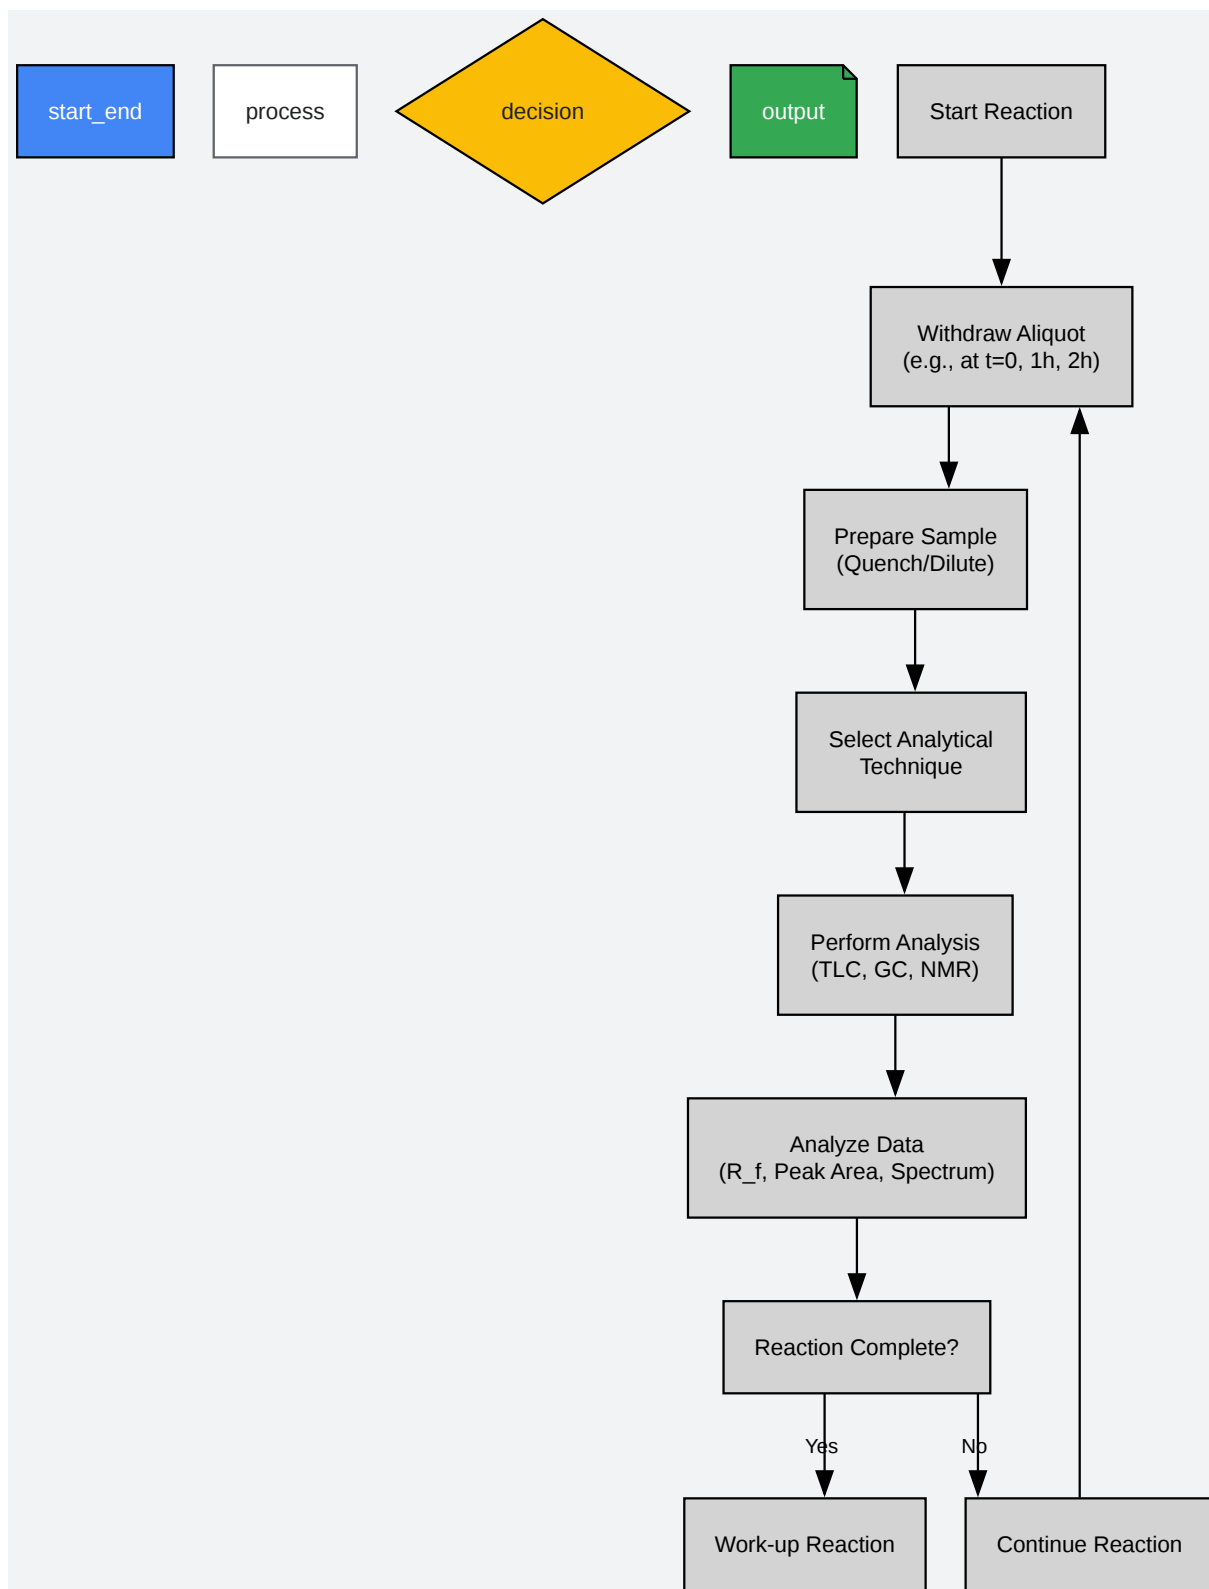 start_end
process
decision
output
Start Reaction
Withdraw Aliquot
(e.g., at t=0, 1h, 2h)
Prepare Sample
(Quench/Dilute)
Select Analytical
Technique
Perform Analysis
(TLC, GC, NMR)
Analyze Data
(R_f, Peak Area, Spectrum)
Reaction Complete?
Yes
No
Work-up Reaction
Continue Reaction